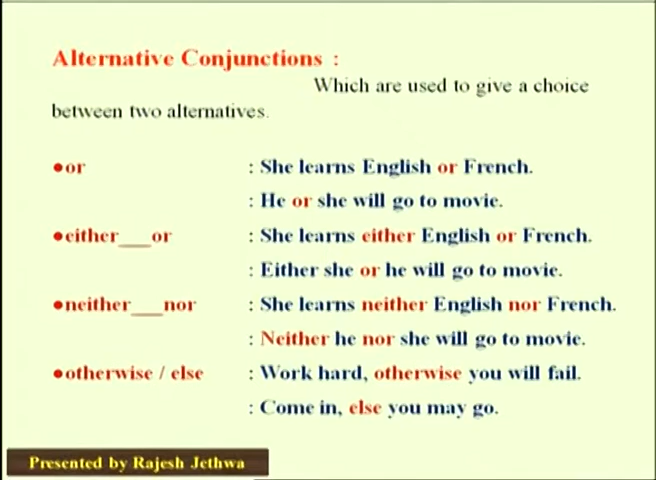 Alternative Conjunctions :
Which are used to give a choice
between two alternatives.
●or : She learns English or French.
: He or she will go to movie.
●either___or : She learns either English or French.
: Either she or he will go to movie.
●neither___nor : She learns neither English nor French.
: Neither he nor she will go to movie.
●otherwise / else : Work hard, otherwise you will fail.
: Come in, else you may go.
Presented by Rajesh Jethwa